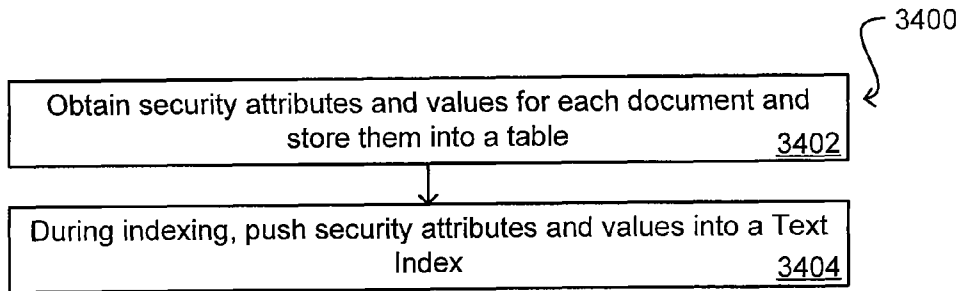 3400
Obtain security attributes and values for each document and
store them into a table
3402
During indexing, push security attributes and values into a Text
Index
3404